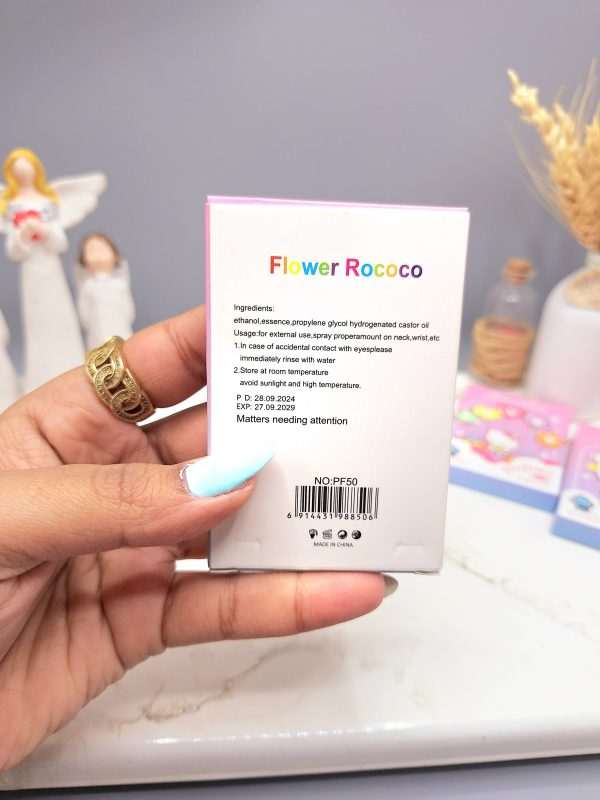 Flower Rococo
Ingredients:
ethanol,essence,propylene glycol hydrogenated castor oil
Usage:for external use,spray properamount on neck,wrist,etc
1.In case of accidental contact with eyesplease
immediately rinse with water
2.Store at room temperature
avoid sunlight and high temperature.
P D: 28.09.2024
EXP: 27.09.2029
Matters needing attention
NO:PF50
6 914431 988506
MADE IN CHINA